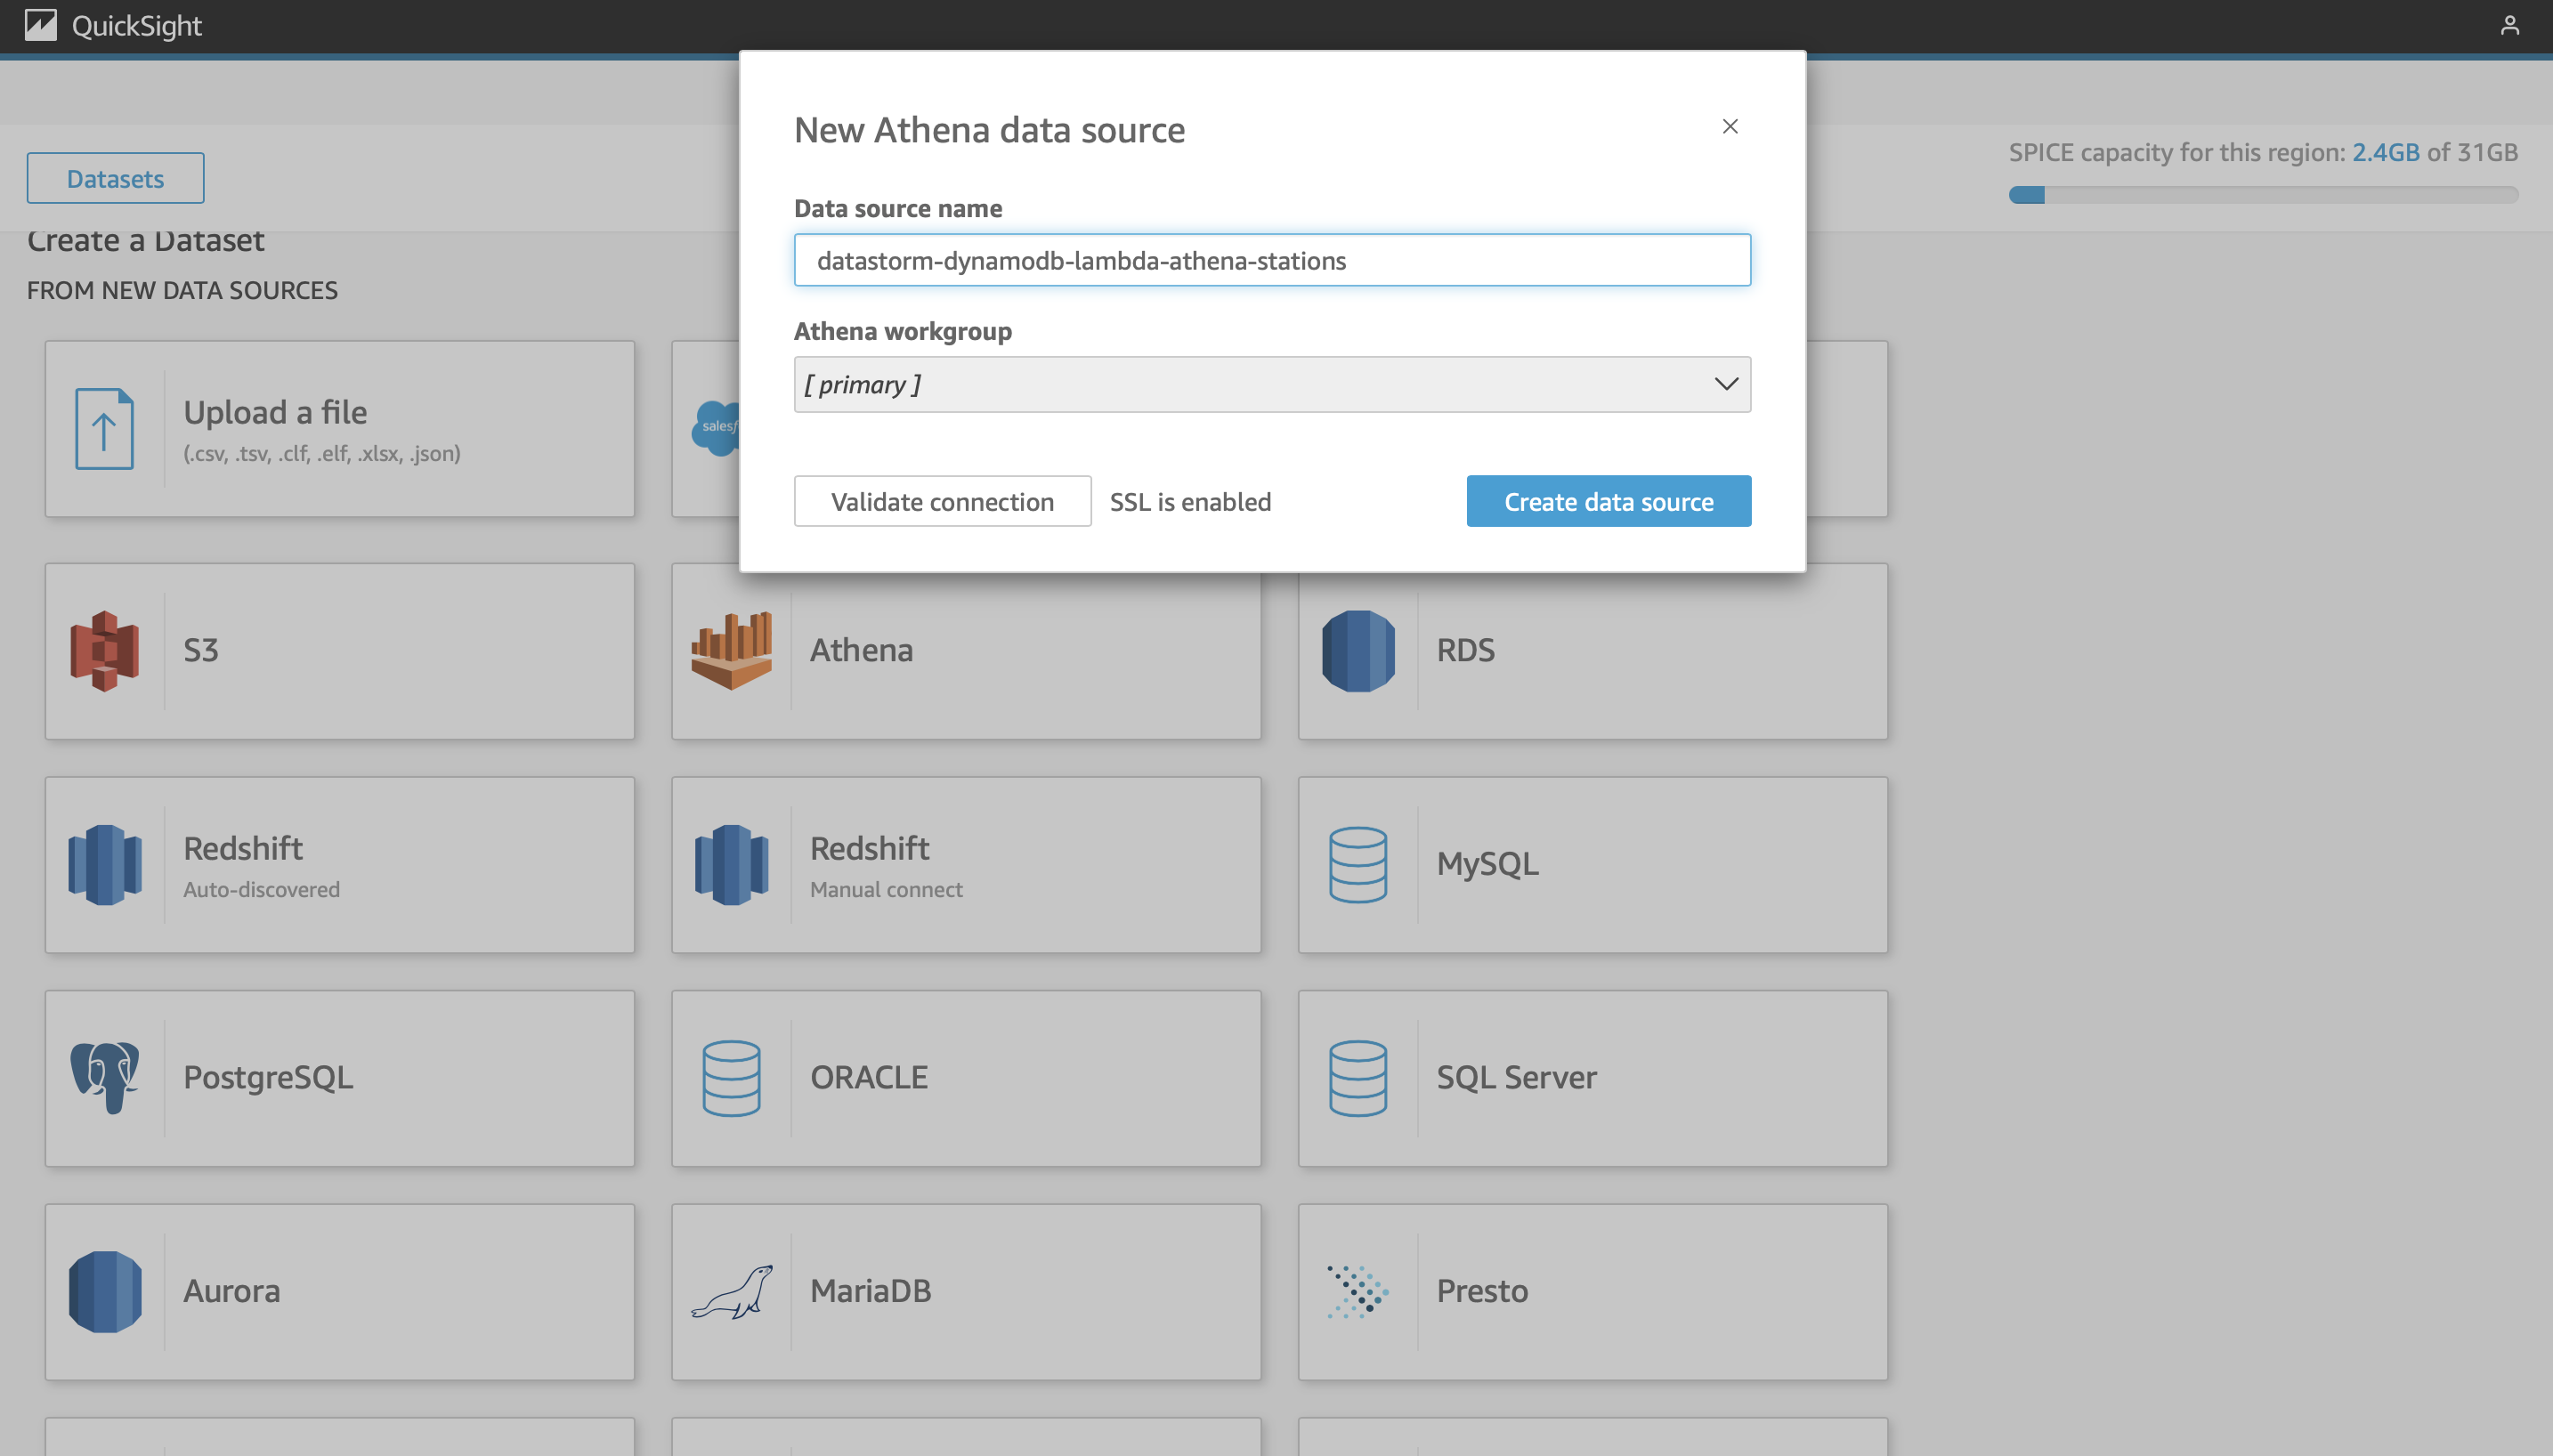 QuickSight
Datasets
SPICE capacity for this region: 2.4GB of 31GB
Create a Dataset
FROM NEW DATA SOURCES
New Athena data source
Data source name
datastorm-dynamodb-lambda-athena-stations
Athena workgroup
[ primary ]
Validate connection
SSL is enabled
Create data source
Upload a file
(.csv, .tsv, .clf, .elf, .xlsx, .json)
S3
Athena
RDS
Redshift
Auto-discovered
Redshift
Manual connect
MySQL
PostgreSQL
ORACLE
SQL Server
Aurora
MariaDB
Presto